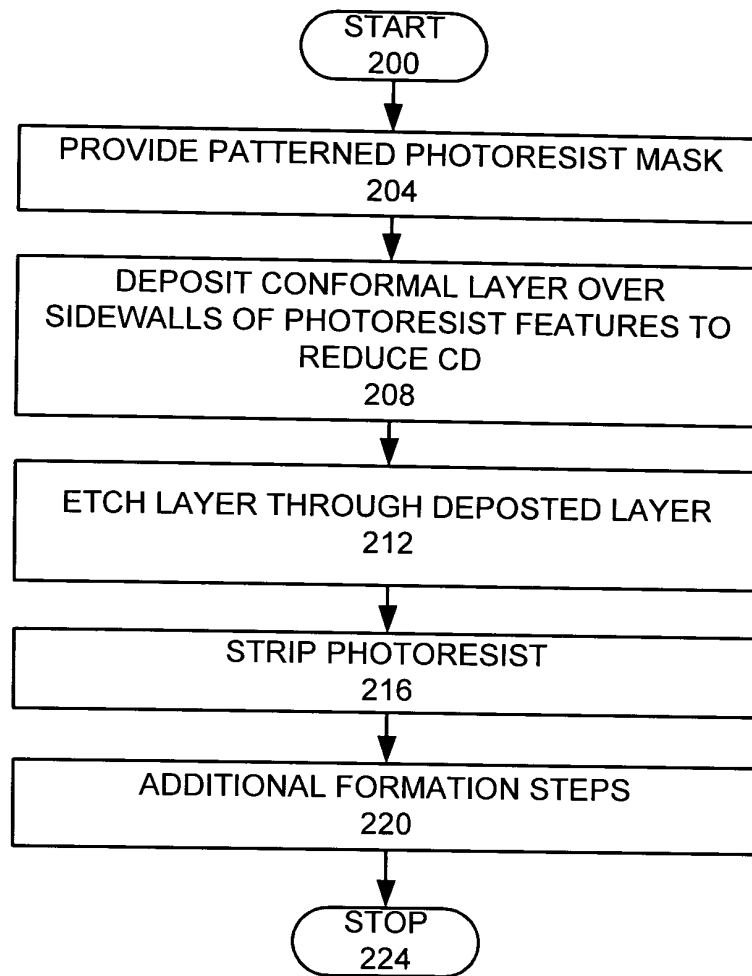 START
200
PROVIDE PATTERNED PHOTORESIST MASK
204
DEPOSIT CONFORMAL LAYER OVER
SIDEWALLS OF PHOTORESIST FEATURES TO
REDUCE CD
208
ETCH LAYER THROUGH DEPOSTED LAYER
212
STRIP PHOTORESIST
216
ADDITIONAL FORMATION STEPS
220
STOP
224